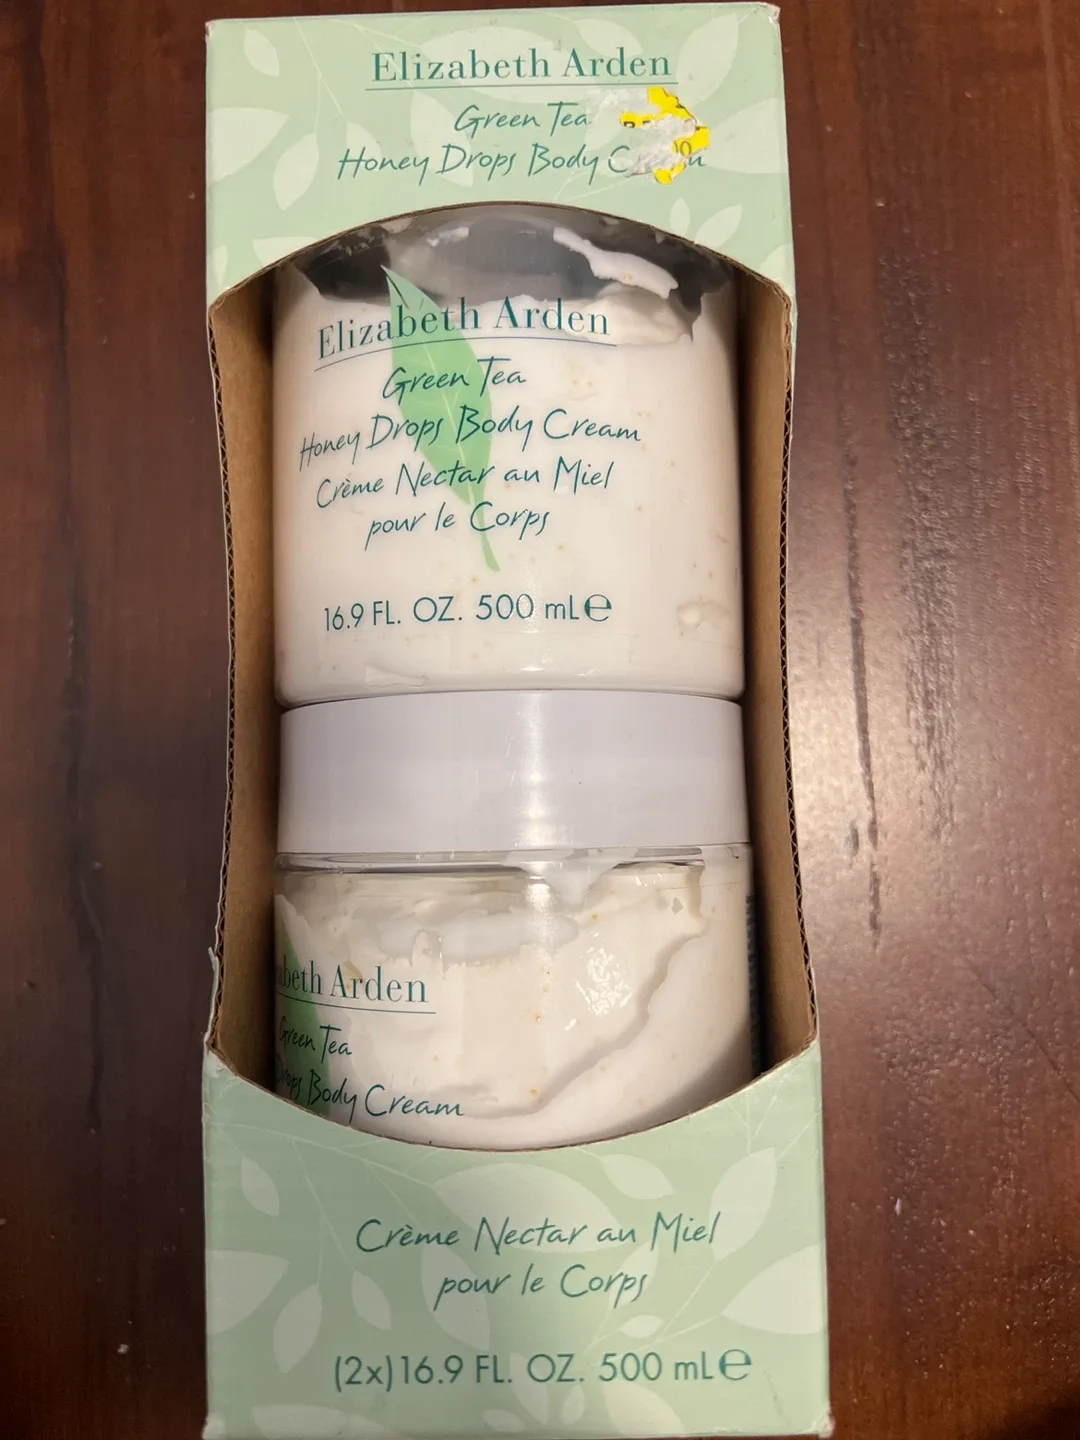 Elizabeth Arden
Green Tea
Honey Drops Body
Elizabeth Arden
Green Tea
Honey Drops Body Cream
Crème Nectar au Miel
pour le Corps
16.9 FL. OZ. 500 mL℮
Arden
Green Tea
Body Cream
Crème Nectar au Miel
pour le Corps
(2x)16.9 FL. OZ. 500 mL℮